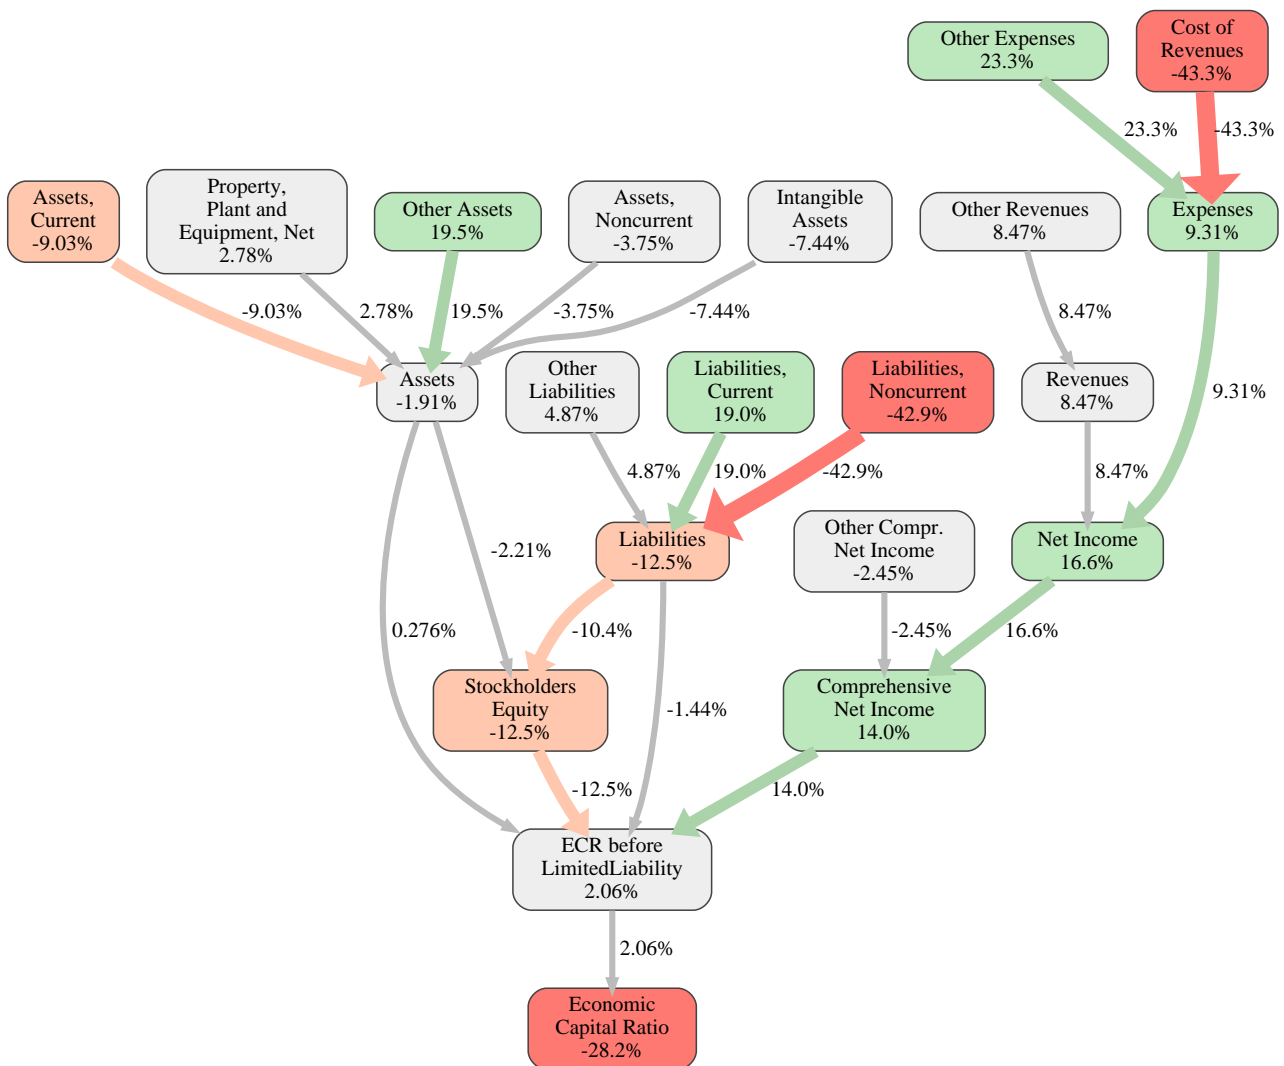 Other Expenses
23.3%
Cost of
Revenues
-43.3%
23.3%
-43.3%
Assets,
Current
-9.03%
Property,
Plant and
Equipment, Net
2.78%
Other Assets
19.5%
Assets,
Noncurrent
-3.75%
Intangible
Assets
-7.44%
Other Revenues
8.47%
Expenses
9.31%
-9.03%
2.78%
19.5%
-3.75%
-7.44%
8.47%
9.31%
Assets
-1.91%
Other
Liabilities
4.87%
Liabilities,
Current
19.0%
Liabilities,
Noncurrent
-42.9%
Revenues
8.47%
4.87%
19.0%
-42.9%
8.47%
-2.21%
Liabilities
-12.5%
Other Compr.
Net Income
-2.45%
Net Income
16.6%
0.276%
-10.4%
-2.45%
16.6%
Stockholders
Equity
-12.5%
-1.44%
Comprehensive
Net Income
14.0%
-12.5%
14.0%
ECR before
LimitedLiability
2.06%
2.06%
Economic
Capital Ratio
-28.2%